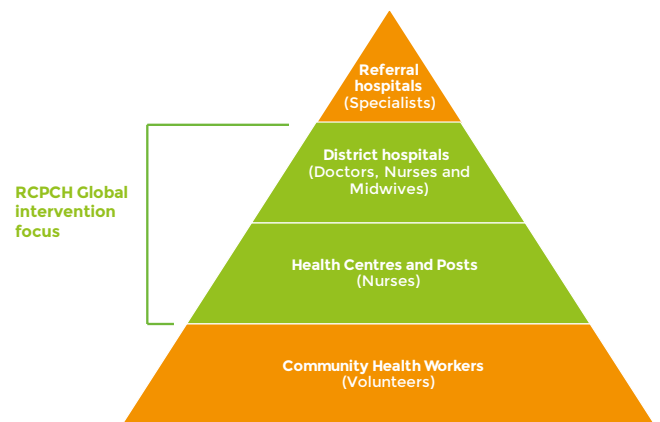 Referral
hospitals
(Specialists)
District hospitals
(Doctors, Nurses and
Midwives)
RCPCH Global
intervention
focus
Health Centres and Posts
(Nurses)
Community Health Workers
(Volunteers)